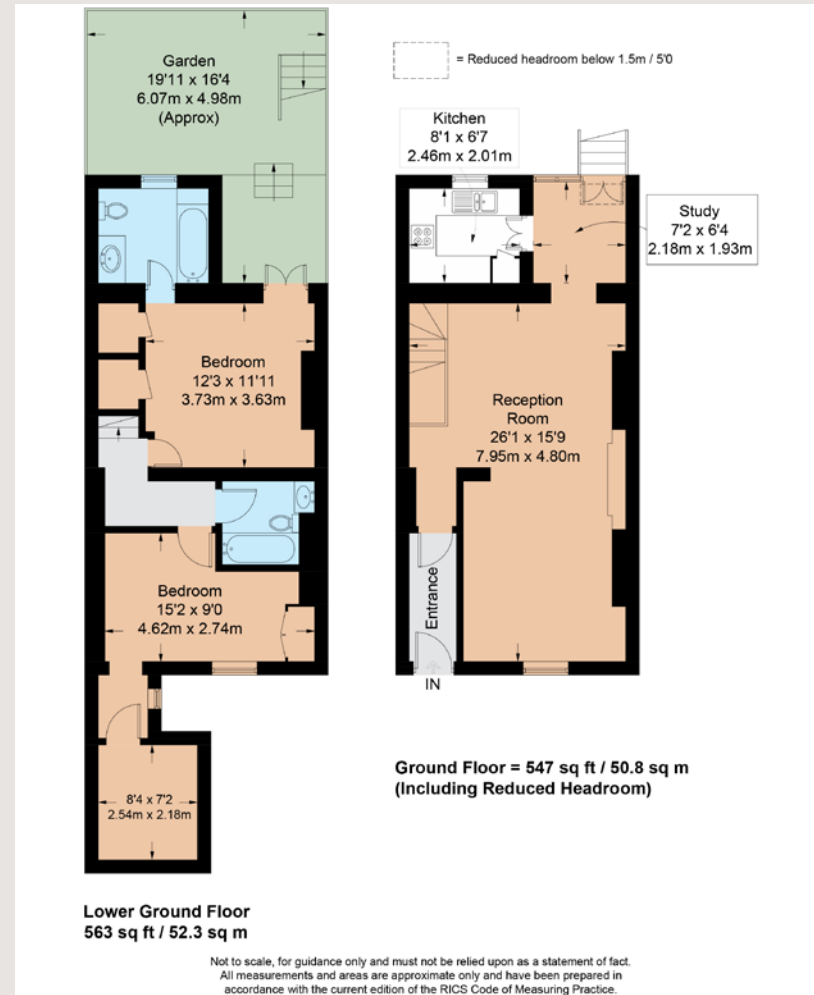 Garden
19'11 x 16'4
6.07m x 4.98m
(Approx)
= Reduced headroom below 1.5m / 5'0
Kitchen
8'1 x 6'7
2.46m x 2.01m
Study
7'2 x 6'4
2.18m x 1.93m
Bedroom
12'3 x 11'11
3.73m x 3.63m
Reception
Room
26'1 x 15'9
7.95m x 4.80m
Bedroom
15'2 x 9'0
4.62m x 2.74m
Entrance
IN
8'4 x 7'2
2.54m x 2.18m
Ground Floor = 547 sq ft / 50.8 sq m
(Including Reduced Headroom)
Lower Ground Floor
563 sq ft / 52.3 sq m
Not to scale, for guidance only and must not be relied upon as a statement of fact.
All measurements and areas are approximate only and have been prepared in
accordance with the current edition of the RICS Code of Measuring Practice.